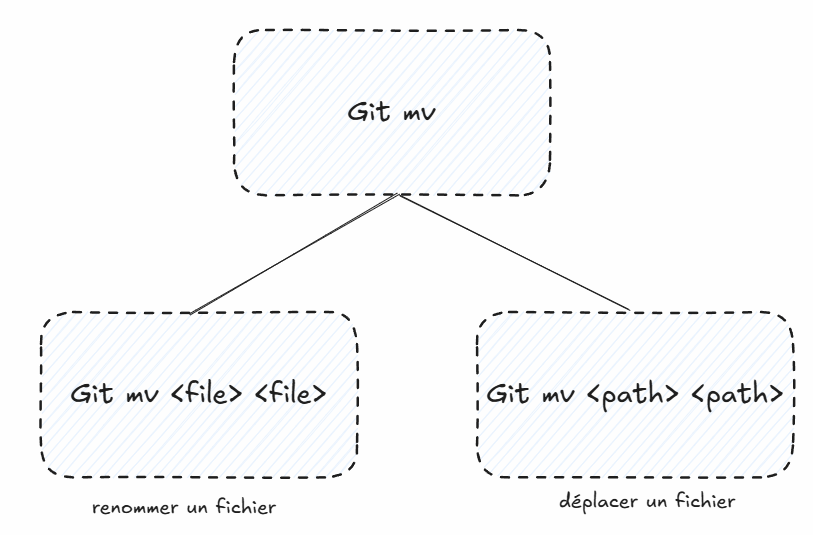 Git mv
Git mv <file> <file>
Git mv <path> <path>
renommer un fichier
déplacer un fichier